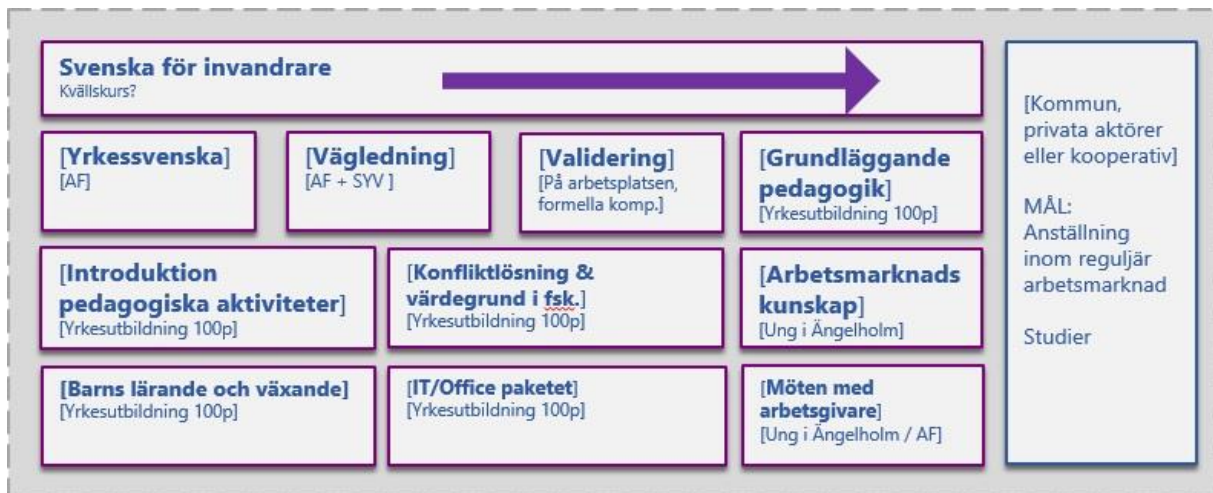 Svenska för invandrare
Kvällskurs?
[Yrkessvenska]
[AF]
[Vägledning]
[AF + SYV ]
[Validering]
[På arbetsplatsen,
formella komp.]
[Grundläggande
pedagogik]
[Yrkesutbildning 100p]
[Introduktion
pedagogiska aktiviteter]
[Yrkesutbildning 100p]
[Konfliktlösning &
värdegrund i fsk.]
[Yrkesutbildning 100p]
[Arbetsmarknads
kunskap]
[Ung i Ängelholm]
[Barns lärande och växande]
[Yrkesutbildning 100p]
[IT/Office paketet]
[Yrkesutbildning 100p]
[Möten med
arbetsgivare]
[Ung i Ängelholm / AF]
[Kommun,
privata aktörer
eller kooperativ]
MÅL:
Anställning
inom reguljär
arbetsmarknad
Studier